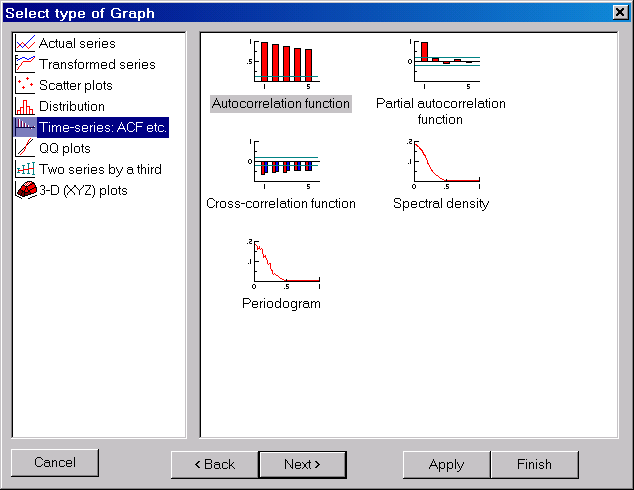 Select type of Graph
Actual series
Transformed series
Scatter plots
Distribution
Time-series: ACF etc.
QQ plots
Two series by a third
3-D (XYZ) plots
1
.5
0
1 5
Autocorrelation function
1
.5
0
1 5
Partial autocorrelation
function
1
.5
0
1 5
Cross-correlation function
.2
.1
0 .5 1
Spectral density
.2
.1
0 .5 1
Periodogram
Cancel
< Back
Next >
Apply
Finish